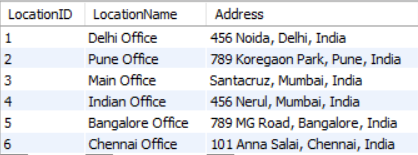 LocationID LocationName Address
1 Delhi Office 456 Noida, Delhi, India
2 Pune Office 789 Koregaon Park, Pune, India
3 Main Office Santacruz, Mumbai, India
4 Indian Office 456 Nerul, Mumbai, India
5 Bangalore Office 789 MG Road, Bangalore, India
6 Chennai Office 101 Anna Salai, Chennai, India